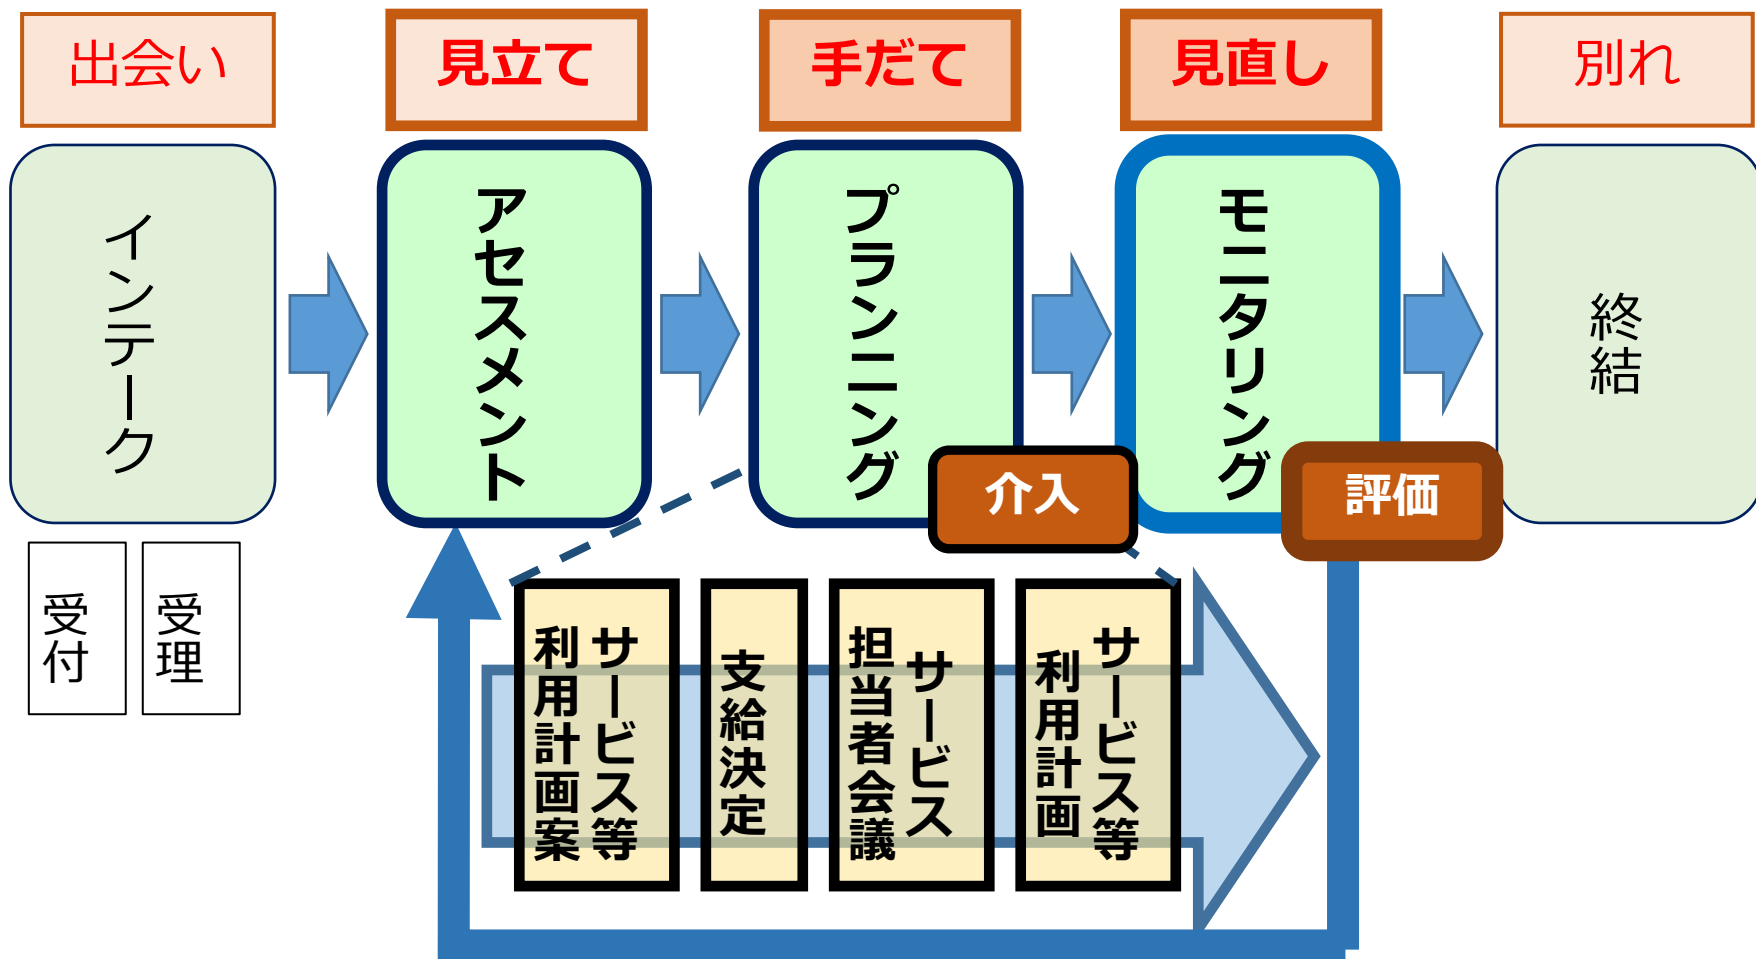 出会い
見立て
手だて
見直し
別れ
インテーク
アセスメント
プランニング
モニタリング
終結
介入
評価
受付
受理
サービス等
利用計画案
支給決定
サービス
担当者会議
サービス等
利用計画